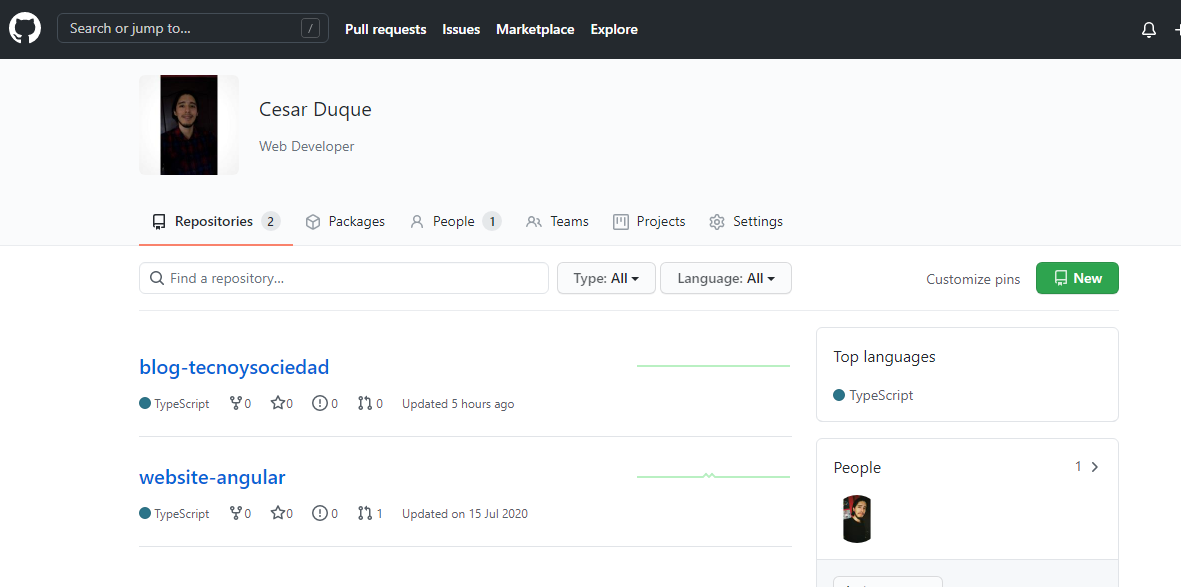 Search or jump to... / Pull requests Issues Marketplace Explore
Cesar Duque
Web Developer
Repositories 2 Packages People 1 Teams Projects Settings
Find a repository... Type: All Language: All Customize pins New
blog-tecnoysociedad
TypeScript 0 0 0 0 Updated 5 hours ago
website-angular
TypeScript 0 0 0 1 Updated on 15 Jul 2020
Top languages
TypeScript
People 1